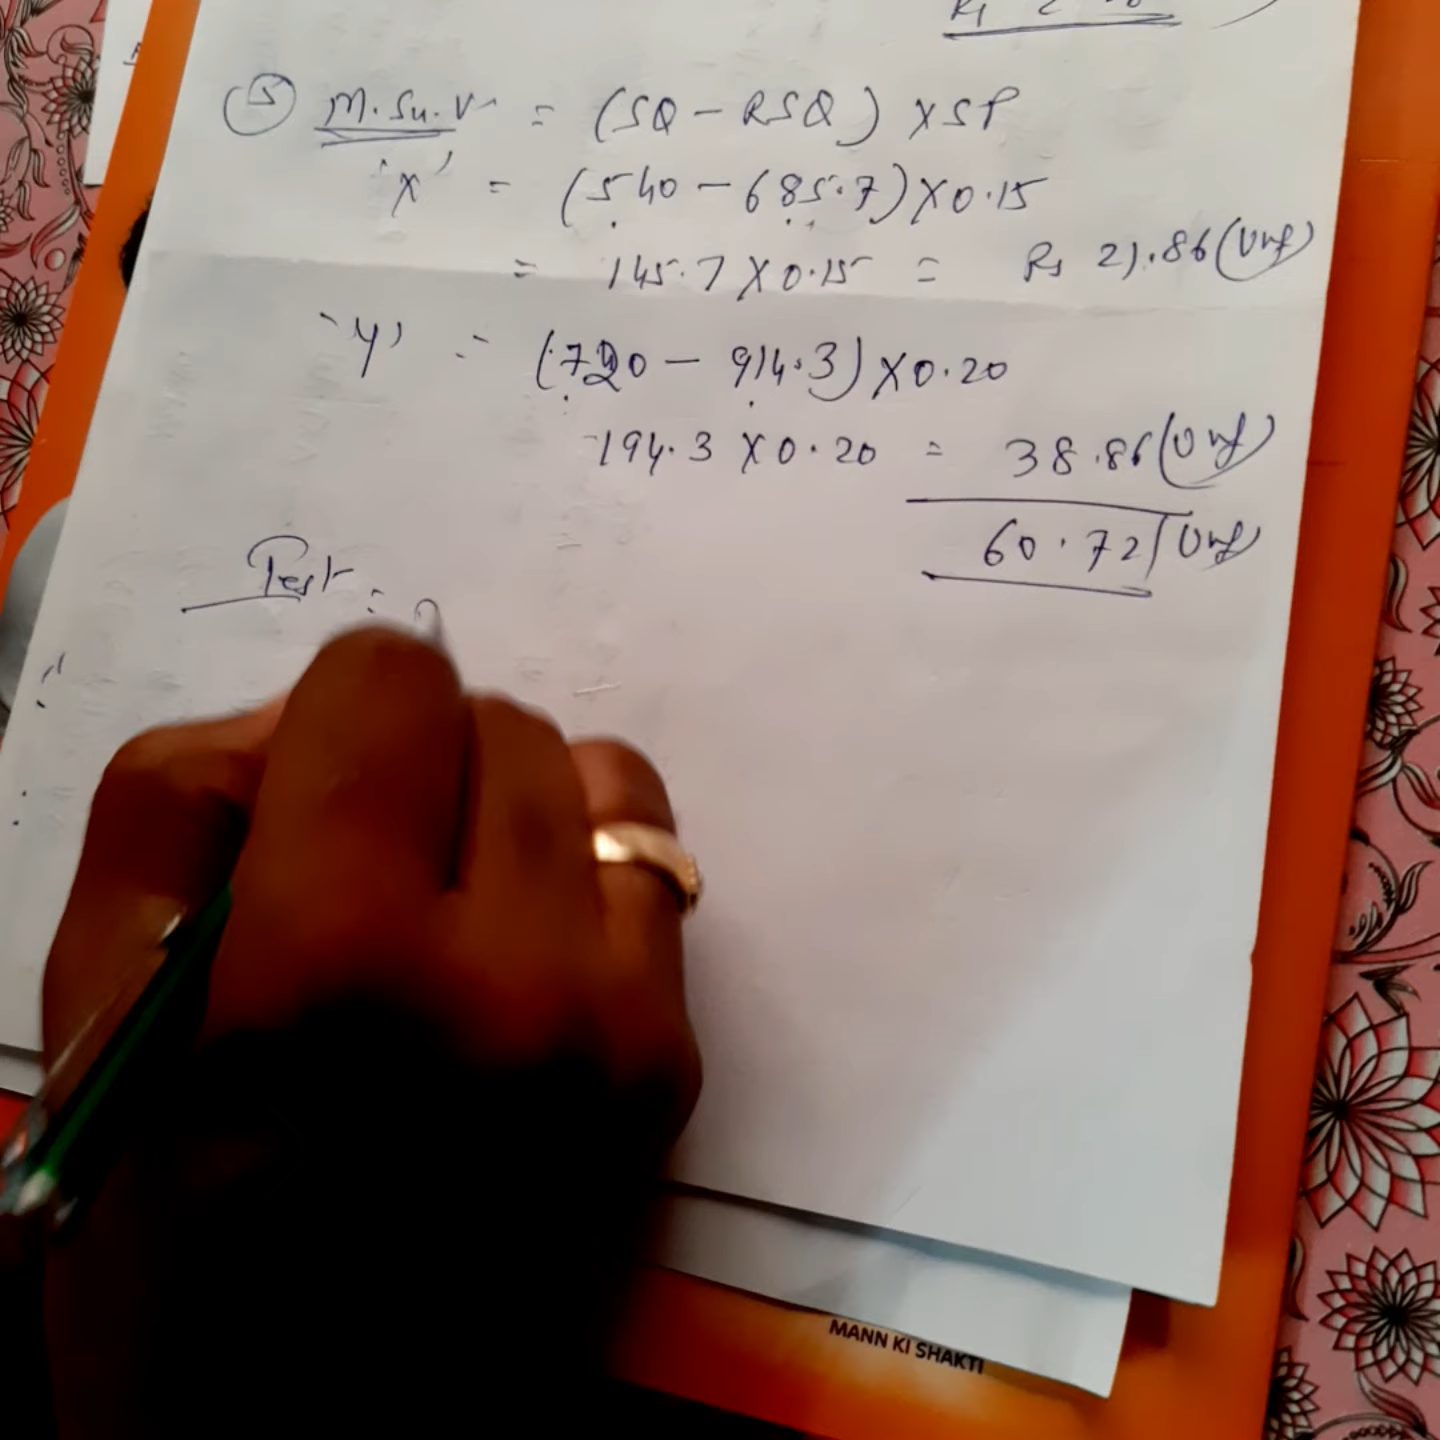 ⑤ M.Su.V = (SQ - RSQ) X SP
'X' = (540 - 685.7) X 0.15
= 145.7 X 0.15 = Rs 21.86 (Unf)
'Y' = (720 - 914.3) X 0.20
194.3 X 0.20 = 38.86 (Unf)
60.72 (Unf)
Test :
MANN KI SHAKTI